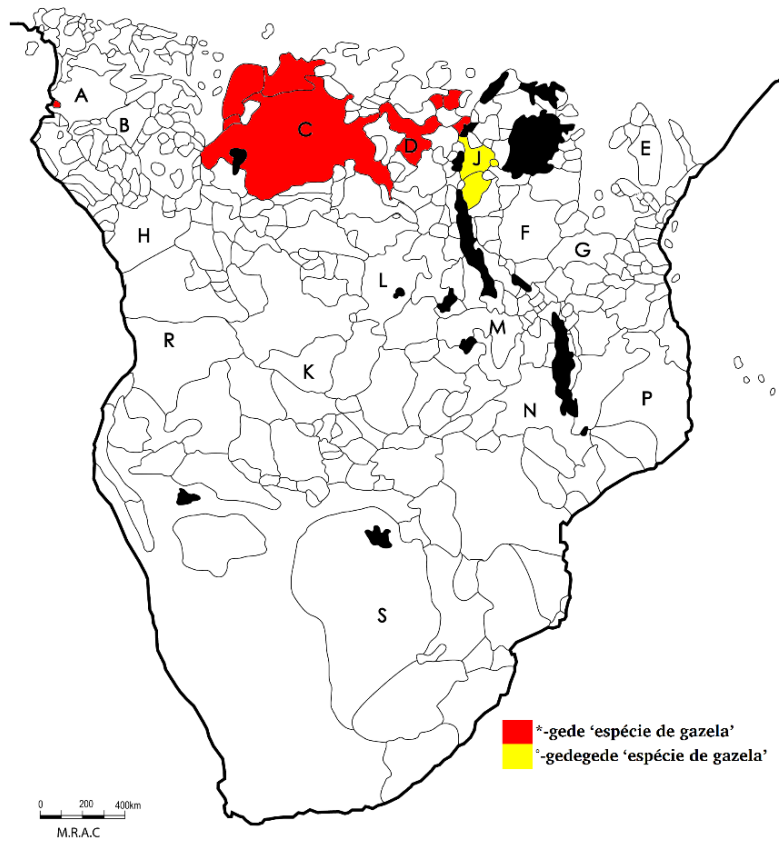 A
B
C
D
J
E
H
F
G
L
R
K
M
N
P
S
*-gede ‘espécie de gazela’
°-gedegede ‘espécie de gazela’
0 200 400km
M.R.A.C